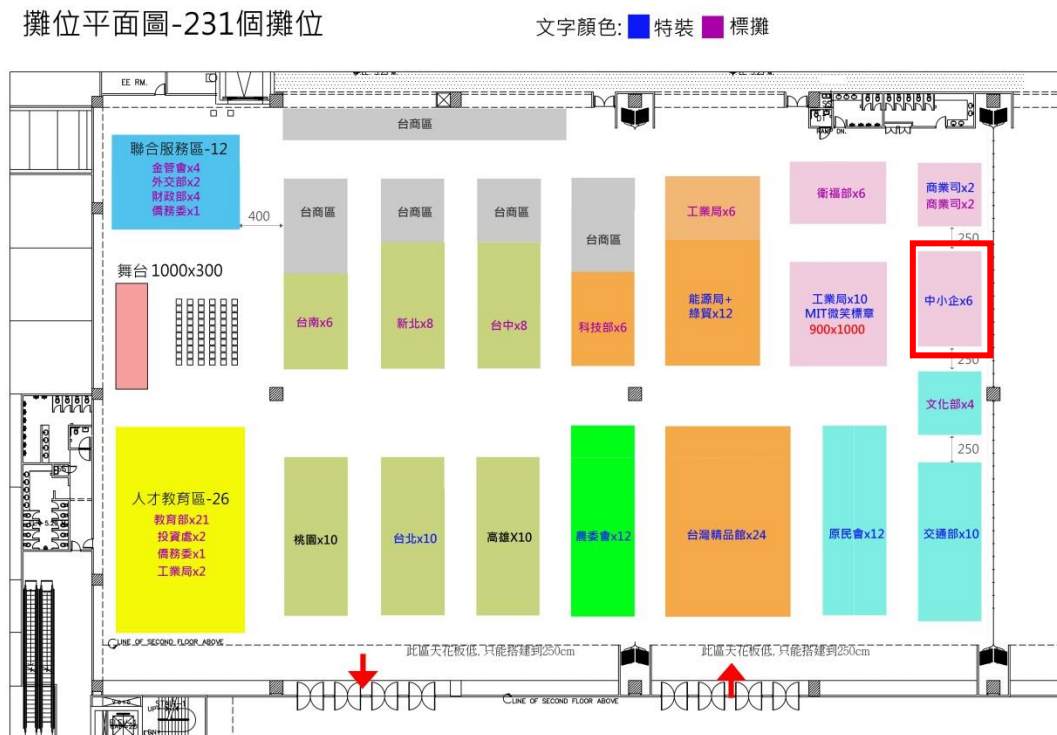 攤位平面圖-231個攤位
文字顏色: 特裝 標攤
EE RM.
台商區
聯合服務區-12
金管會x4
外交部x2
財政部x4
僑務委x1
400
台商區
台商區
台商區
台商區
工業局x6
衛福部x6
商業司x2
商業司x2
250
舞台 1000x300
台南x6
新北x8
台中x8
科技部x6
能源局+
綠貿x12
工業局x10
MIT微笑標章
900x1000
中小企x6
250
文化部x4
250
人才教育區-26
教育部x21
投資處x2
僑務委x1
工業局x2
桃園x10
台北x10
高雄X10
農委會x12
台灣精品館x24
原民會x12
交通部x10
LINE OF SECOND FLOOR ABOVE
此區天花板低, 只能搭建到250cm
此區天花板低, 只能搭建到250cm
LINE OF SECOND FLOOR ABOVE
UP